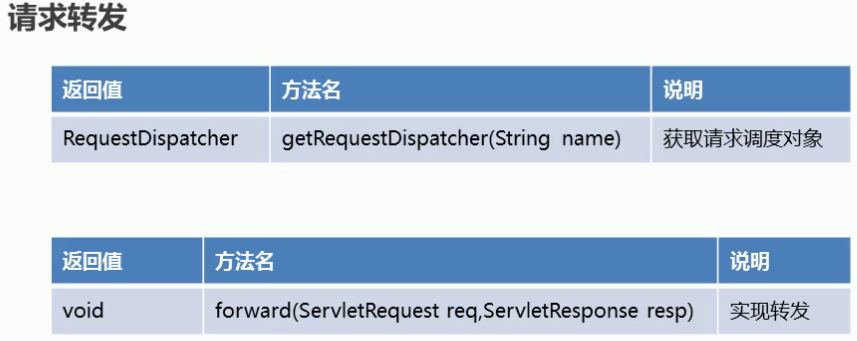 请求转发
返回值 方法名 说明
RequestDispatcher getRequestDispatcher(String name) 获取请求调度对象
返回值 方法名 说明
void forward(ServletRequest req,ServletResponse resp) 实现转发